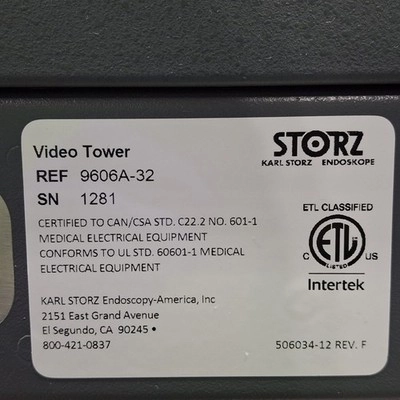 Video Tower
REF 9606A-32
SN 1281
CERTIFIED TO CAN/CSA STD. C22.2 NO. 601-1
MEDICAL ELECTRICAL EQUIPMENT
CONFORMS TO UL STD. 60601-1 MEDICAL
ELECTRICAL EQUIPMENT
KARL STORZ Endoscopy-America, Inc
2151 East Grand Avenue
El Segundo, CA 90245 •
800-421-0837
STORZ
KARL STORZ ENDOSKOPE
ETL CLASSIFIED
C ETL US
LISTED
Intertek
506034-12 REV. F